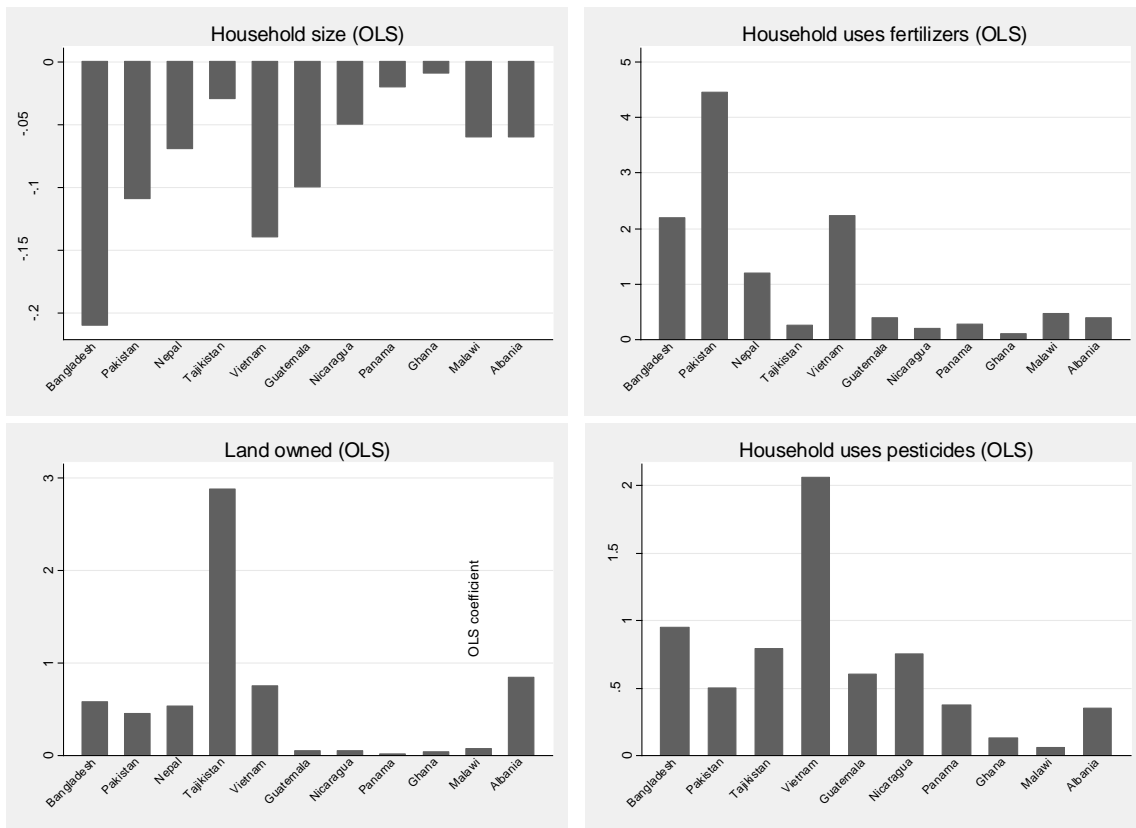 Household size (OLS)
0
-.05
-.1
-.15
-.2
Bangladesh
Pakistan
Nepal
Tajikistan
Vietnam
Guatemala
Nicaragua
Panama
Ghana
Malawi
Albania
Household uses fertilizers (OLS)
5
4
3
2
1
0
Bangladesh
Pakistan
Nepal
Tajikistan
Vietnam
Guatemala
Nicaragua
Panama
Ghana
Malawi
Albania
Land owned (OLS)
3
2
1
0
OLS coefficient
Bangladesh
Pakistan
Nepal
Tajikistan
Vietnam
Guatemala
Nicaragua
Panama
Ghana
Malawi
Albania
Household uses pesticides (OLS)
2
1.5
1
.5
0
Bangladesh
Pakistan
Tajikistan
Vietnam
Guatemala
Nicaragua
Panama
Ghana
Malawi
Albania